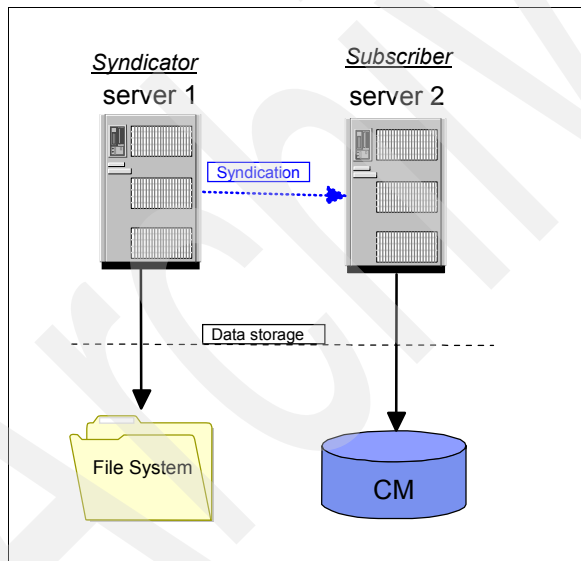 Syndicator
server 1
Subscriber
server 2
Syndication
Data storage
File System
CM